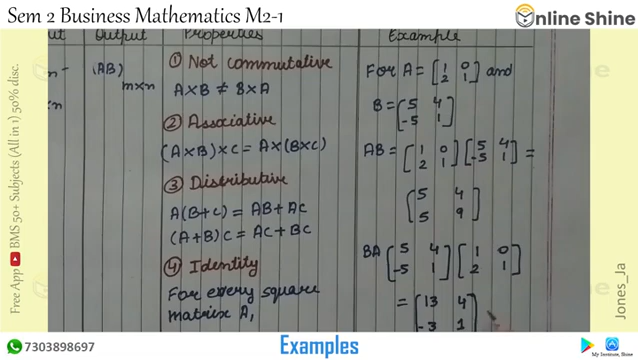 Sem 2 Business Mathematics M2-1
Online Shine
Output
Properties
Example
(AB)
m×n
① Not commutative
A×B ≠ B×A
② Associative
(A×B)×C = A×(B×C)
③ Distributive
A(B+C) = AB+AC
(A+B)C = AC+BC
④ Identity
For every square
matrix A,
For A = [1 0
2 1] and
B = [5 4
-5 1]
AB = [1 0 [5 4
2 1] -5 1] =
[5 4
5 9]
BA [5 4 [1 0
-5 1] 2 1]
= [13 4
-3 1]
Free App BMS 50+ Subjects (All in 1) 50% disc.
Jones_Ja
7303898697
Examples